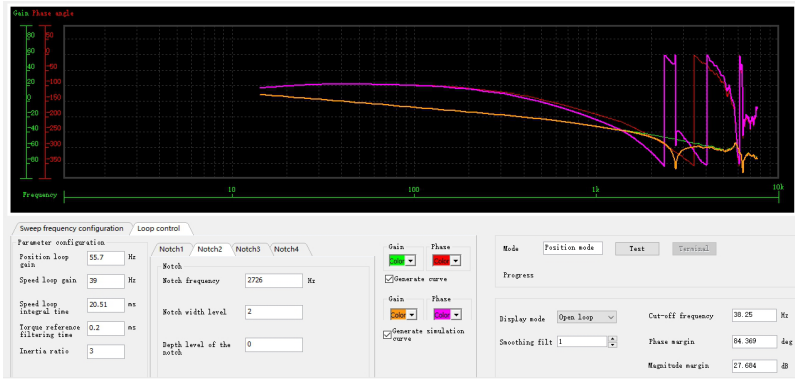 Gain Phase angle
80 50
60 0
40 -50
20 -100
0 -150
-20 -200
-40 -250
-300
-60 -350
Frequency 10 100 1k 10k
Sweep frequency configuration Loop control
Parameter configuration
Position loop gain 55.7 Hz
Speed loop gain 39 Hz
Speed loop integral time 20.51 ms
Torque reference filtering time 0.2 ms
Inertia ratio 3
Notch1 Notch2 Notch3 Notch4
Notch
Notch frequency 2726 Hz
Notch width level 2
Depth level of the notch 0
Gain Phase
Color Color
Generate curve
Gain Phase
Color Color
Generate simulation curve
Mode Position mode Test Terminal
Progress
Display mode Open loop
Smoothing filt 1
Cut-off frequency 38.25 Hz
Phase margin 84.369 deg
Magnitude margin 27.684 dB